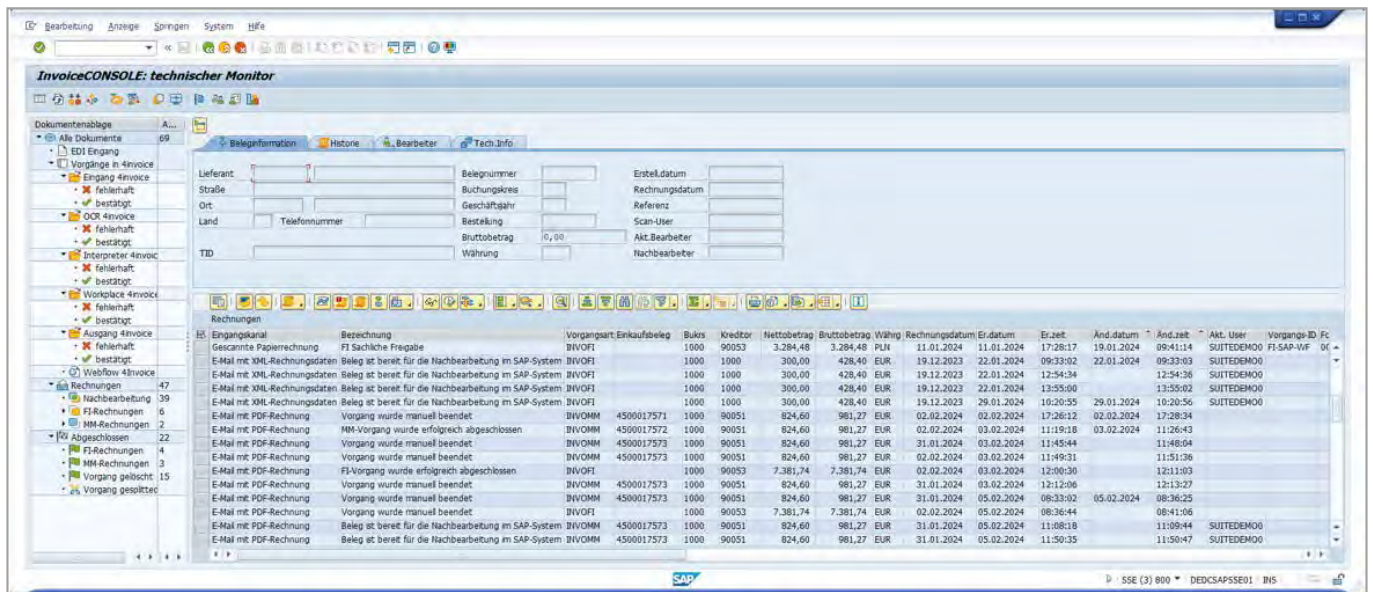 Bearbeitung Anzeige Springen System Hilfe
InvoiceCONSOLE: technischer Monitor
Dokumentenablage A...
Alle Dokumente 69
EDI Eingang
Vorgänge in 4invoice
Eingang 4invoice
fehlerhaft
bestätigt
OCR 4invoice
fehlerhaft
bestätigt
Interpreter 4invoic
fehlerhaft
bestätigt
Workplace 4invoice
fehlerhaft
bestätigt
Ausgang 4invoice
fehlerhaft
bestätigt
Webflow 4Invoice
Rechnungen 47
Nachbearbeitung 39
FI-Rechnungen 6
MM-Rechnungen 2
Abgeschlossen 22
FI-Rechnungen 4
MM-Rechnungen 3
Vorgang gelöscht 15
Vorgang gesplittet
Beleginformation Historie Bearbeiter Tech.Info
Lieferant Belegnummer Erstell.datum
Straße Buchungskreis Rechnungsdatum
Ort Geschäftsjahr Referenz
Land Telefonnummer Bestellung Scan-User
Bruttobetrag 0,00 Akt.Bearbeiter
TID Währung Nachbearbeiter
Rechnungen
Eingangskanal Bezeichnung Vorgangsart Einkaufsbeleg Bukrs Kreditor Nettobetrag Bruttobetrag Währg Rechnungsdatum Er.datum Er.zeit Änd.datum Änd.zeit Akt. User Vorgangs-ID Fc
Gescannte Papierrechnung FI Sachliche Freigabe INVOFI 1000 90053 3.284,48 3.284,48 PLN 11.01.2024 11.01.2024 17:28:17 19.01.2024 09:41:14 SUITEDEMO0 FI-SAP-WF
E-Mail mit XML-Rechnungsdaten Beleg ist bereit für die Nachbearbeitung im SAP-System INVOFI 1000 1000 300,00 428,40 EUR 19.12.2023 22.01.2024 09:33:02 22.01.2024 09:33:03 SUITEDEMO0
E-Mail mit XML-Rechnungsdaten Beleg ist bereit für die Nachbearbeitung im SAP-System INVOFI 1000 1000 300,00 428,40 EUR 19.12.2023 22.01.2024 12:54:34 12:54:36 SUITEDEMO0
E-Mail mit XML-Rechnungsdaten Beleg ist bereit für die Nachbearbeitung im SAP-System INVOFI 1000 1000 300,00 428,40 EUR 19.12.2023 22.01.2024 13:55:00 13:55:02 SUITEDEMO0
E-Mail mit XML-Rechnungsdaten Beleg ist bereit für die Nachbearbeitung im SAP-System INVOFI 1000 1000 300,00 428,40 EUR 19.12.2023 29.01.2024 10:20:55 29.01.2024 10:20:56 SUITEDEMO0
E-Mail mit PDF-Rechnung Vorgang wurde manuell beendet INVOMM 4500017571 1000 90051 824,60 981,27 EUR 02.02.2024 02.02.2024 17:26:12 02.02.2024 17:28:34
E-Mail mit PDF-Rechnung MM-Vorgang wurde erfolgreich abgeschlossen INVOMM 4500017572 1000 90051 824,60 981,27 EUR 02.02.2024 03.02.2024 11:19:18 03.02.2024 11:26:43
E-Mail mit PDF-Rechnung Vorgang wurde manuell beendet INVOMM 4500017573 1000 90051 824,60 981,27 EUR 31.01.2024 03.02.2024 11:45:44 11:48:04
E-Mail mit PDF-Rechnung Vorgang wurde manuell beendet INVOMM 4500017573 1000 90051 824,60 981,27 EUR 02.02.2024 03.02.2024 11:49:31 11:51:36
E-Mail mit PDF-Rechnung FI-Vorgang wurde erfolgreich abgeschlossen INVOFI 1000 90053 7.381,74 7.381,74 EUR 02.02.2024 03.02.2024 12:00:30 12:11:03
E-Mail mit PDF-Rechnung Vorgang wurde manuell beendet INVOMM 4500017573 1000 90051 824,60 981,27 EUR 31.01.2024 03.02.2024 12:12:06 12:13:27
E-Mail mit PDF-Rechnung Vorgang wurde manuell beendet INVOMM 4500017573 1000 90051 824,60 981,27 EUR 31.01.2024 05.02.2024 08:33:02 05.02.2024 08:36:25
E-Mail mit PDF-Rechnung Vorgang wurde manuell beendet INVOFI 1000 90053 7.381,74 7.381,74 EUR 02.02.2024 05.02.2024 08:36:44 08:41:06
E-Mail mit PDF-Rechnung Beleg ist bereit für die Nachbearbeitung im SAP-System INVOMM 4500017573 1000 90051 824,60 981,27 EUR 31.01.2024 05.02.2024 11:08:18 11:09:44 SUITEDEMO0
E-Mail mit PDF-Rechnung Beleg ist bereit für die Nachbearbeitung im SAP-System INVOMM 4500017573 1000 90051 824,60 981,27 EUR 31.01.2024 05.02.2024 11:50:35 11:50:47 SUITEDEMO0
SAP SSE (3) 800 DEDCSAPSSE01 INS